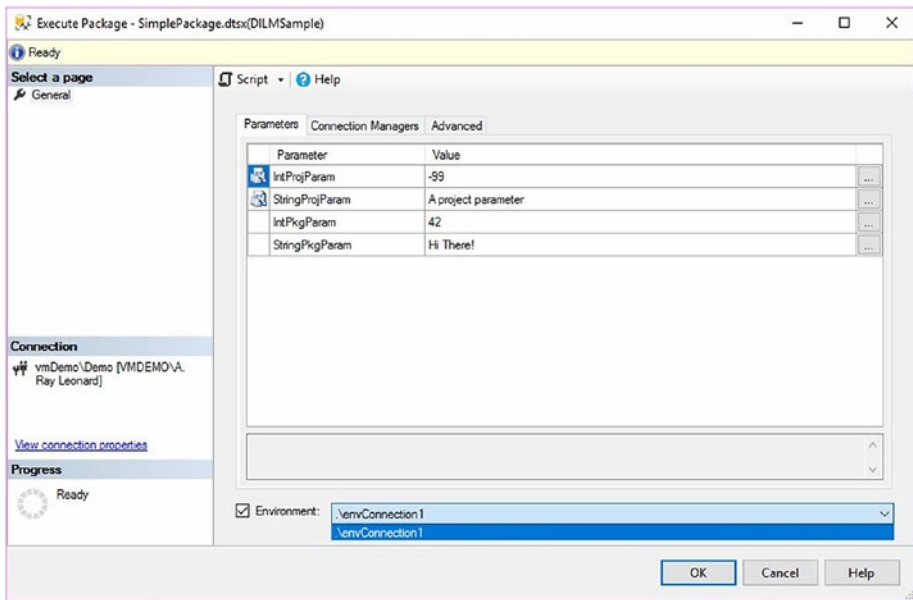 Execute Package - SimplePackage.dtsx(DILMSample)
Ready
Select a page
General
Script
Help
Parameters
Connection Managers
Advanced
Parameter
Value
IntProjParam
-99
...
StringProjParam
A project parameter
...
IntPkgParam
42
...
StringPkgParam
Hi There!
...
Connection
vmDemo\Demo [VMDEMO\A.
Ray Leonard]
View connection properties
Progress
Ready
Environment:
.\envConnection1
.\envConnection1
OK
Cancel
Help